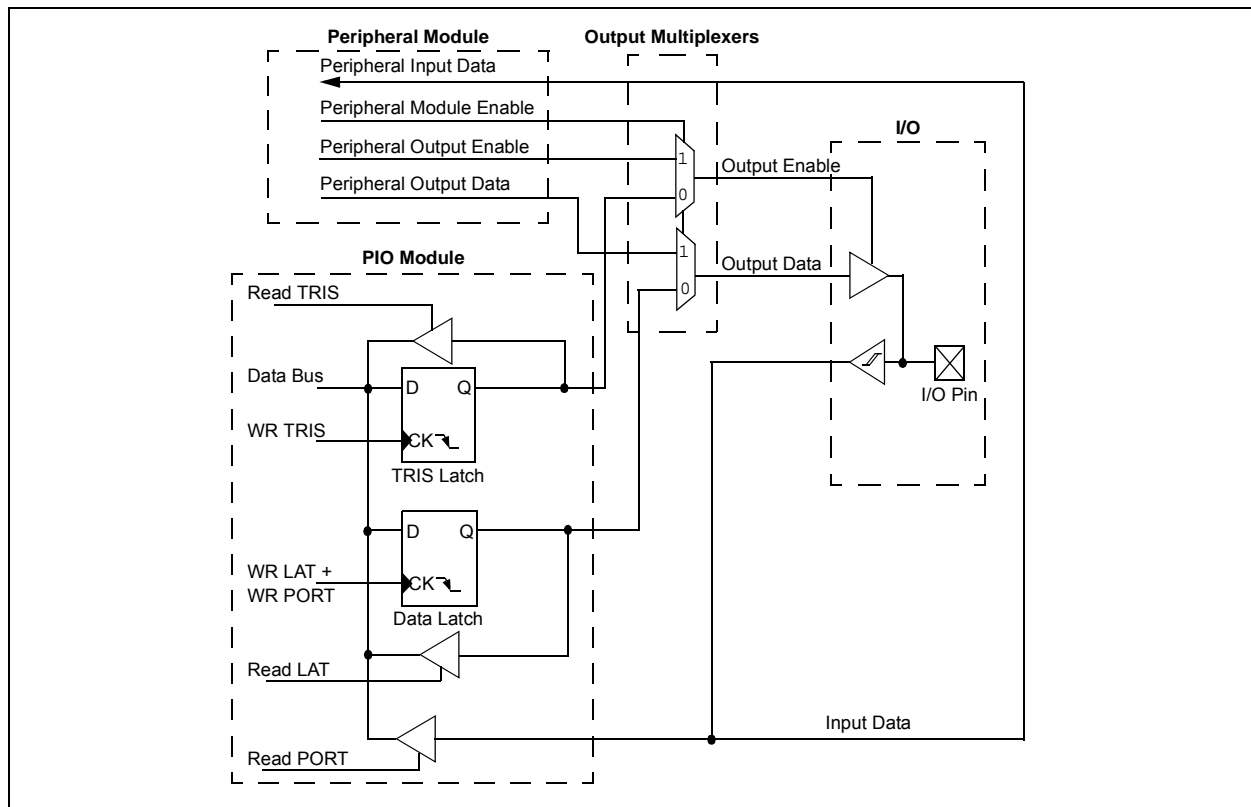 Peripheral Module
Output Multiplexers
Peripheral Input Data
Peripheral Module Enable
Peripheral Output Enable
Peripheral Output Data
1
0
1
0
Output Enable
Output Data
I/O
I/O Pin
PIO Module
Read TRIS
Data Bus
D
Q
WR TRIS
CK
TRIS Latch
D
Q
WR LAT +
WR PORT
CK
Data Latch
Read LAT
Read PORT
Input Data